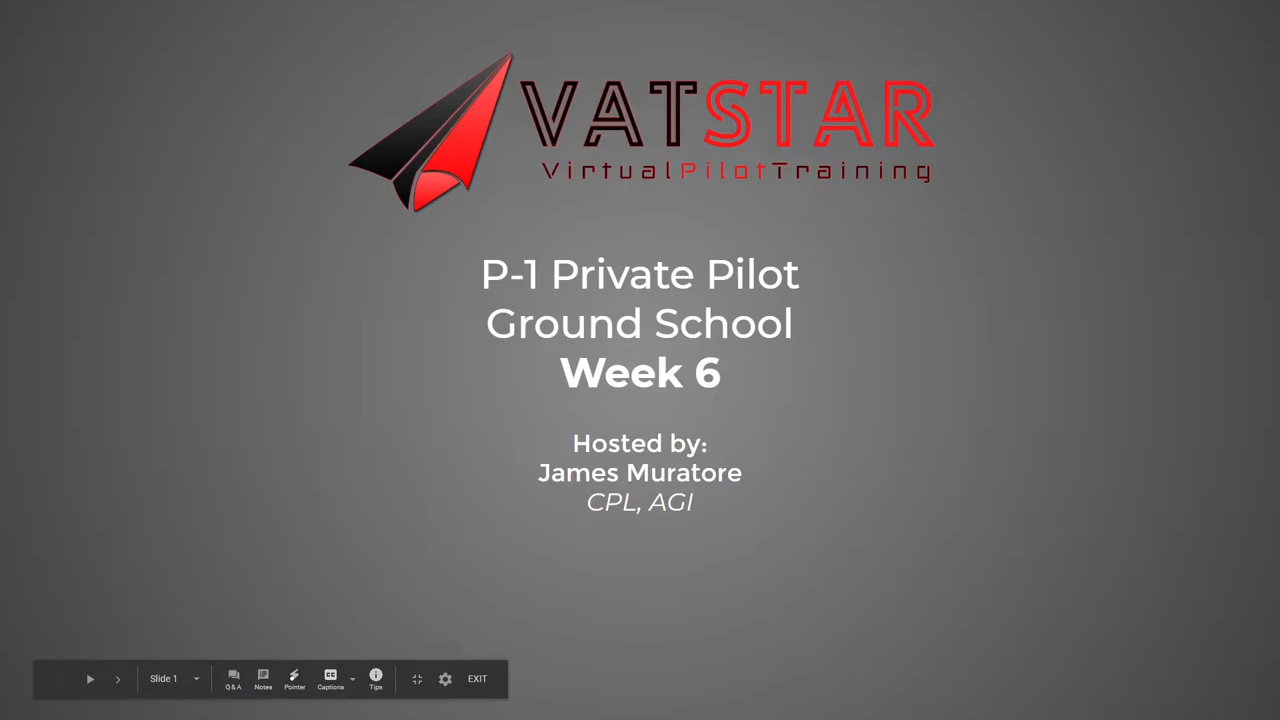 VATSTAR
VirtualPilotTraining
P-1 Private Pilot
Ground School
Week 6
Hosted by:
James Muratore
CPL, AGI
Slide 1
Q&A
Notes
Pointer
Captions
Tips
EXIT